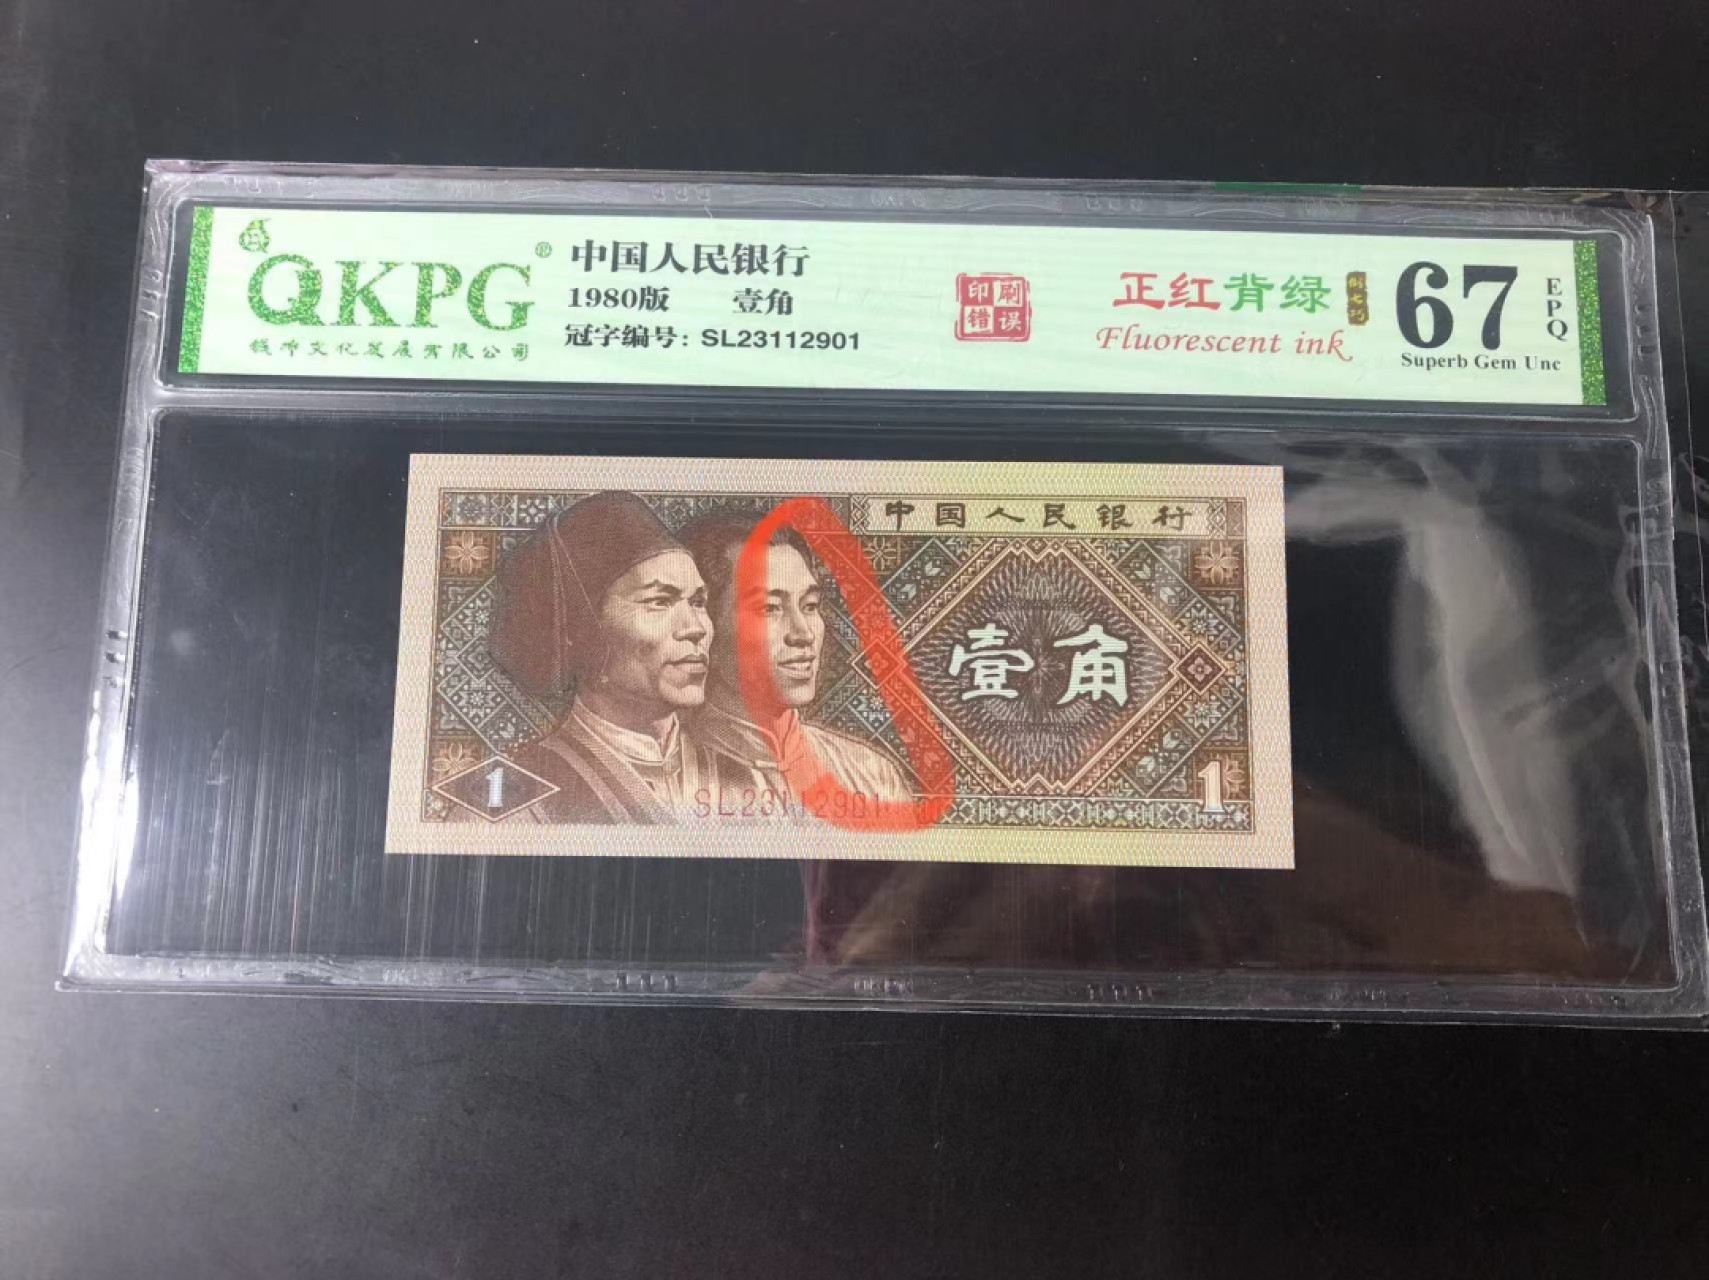 QKPG®
钱币文化发展有限公司
中国人民银行
1980版 壹角
冠字编号: SL23112901
印刷
错误
正红背绿
Fluorescent ink
67 EPQ
Superb Gem Unc
中国人民银行
壹角
1
1
SL23112901